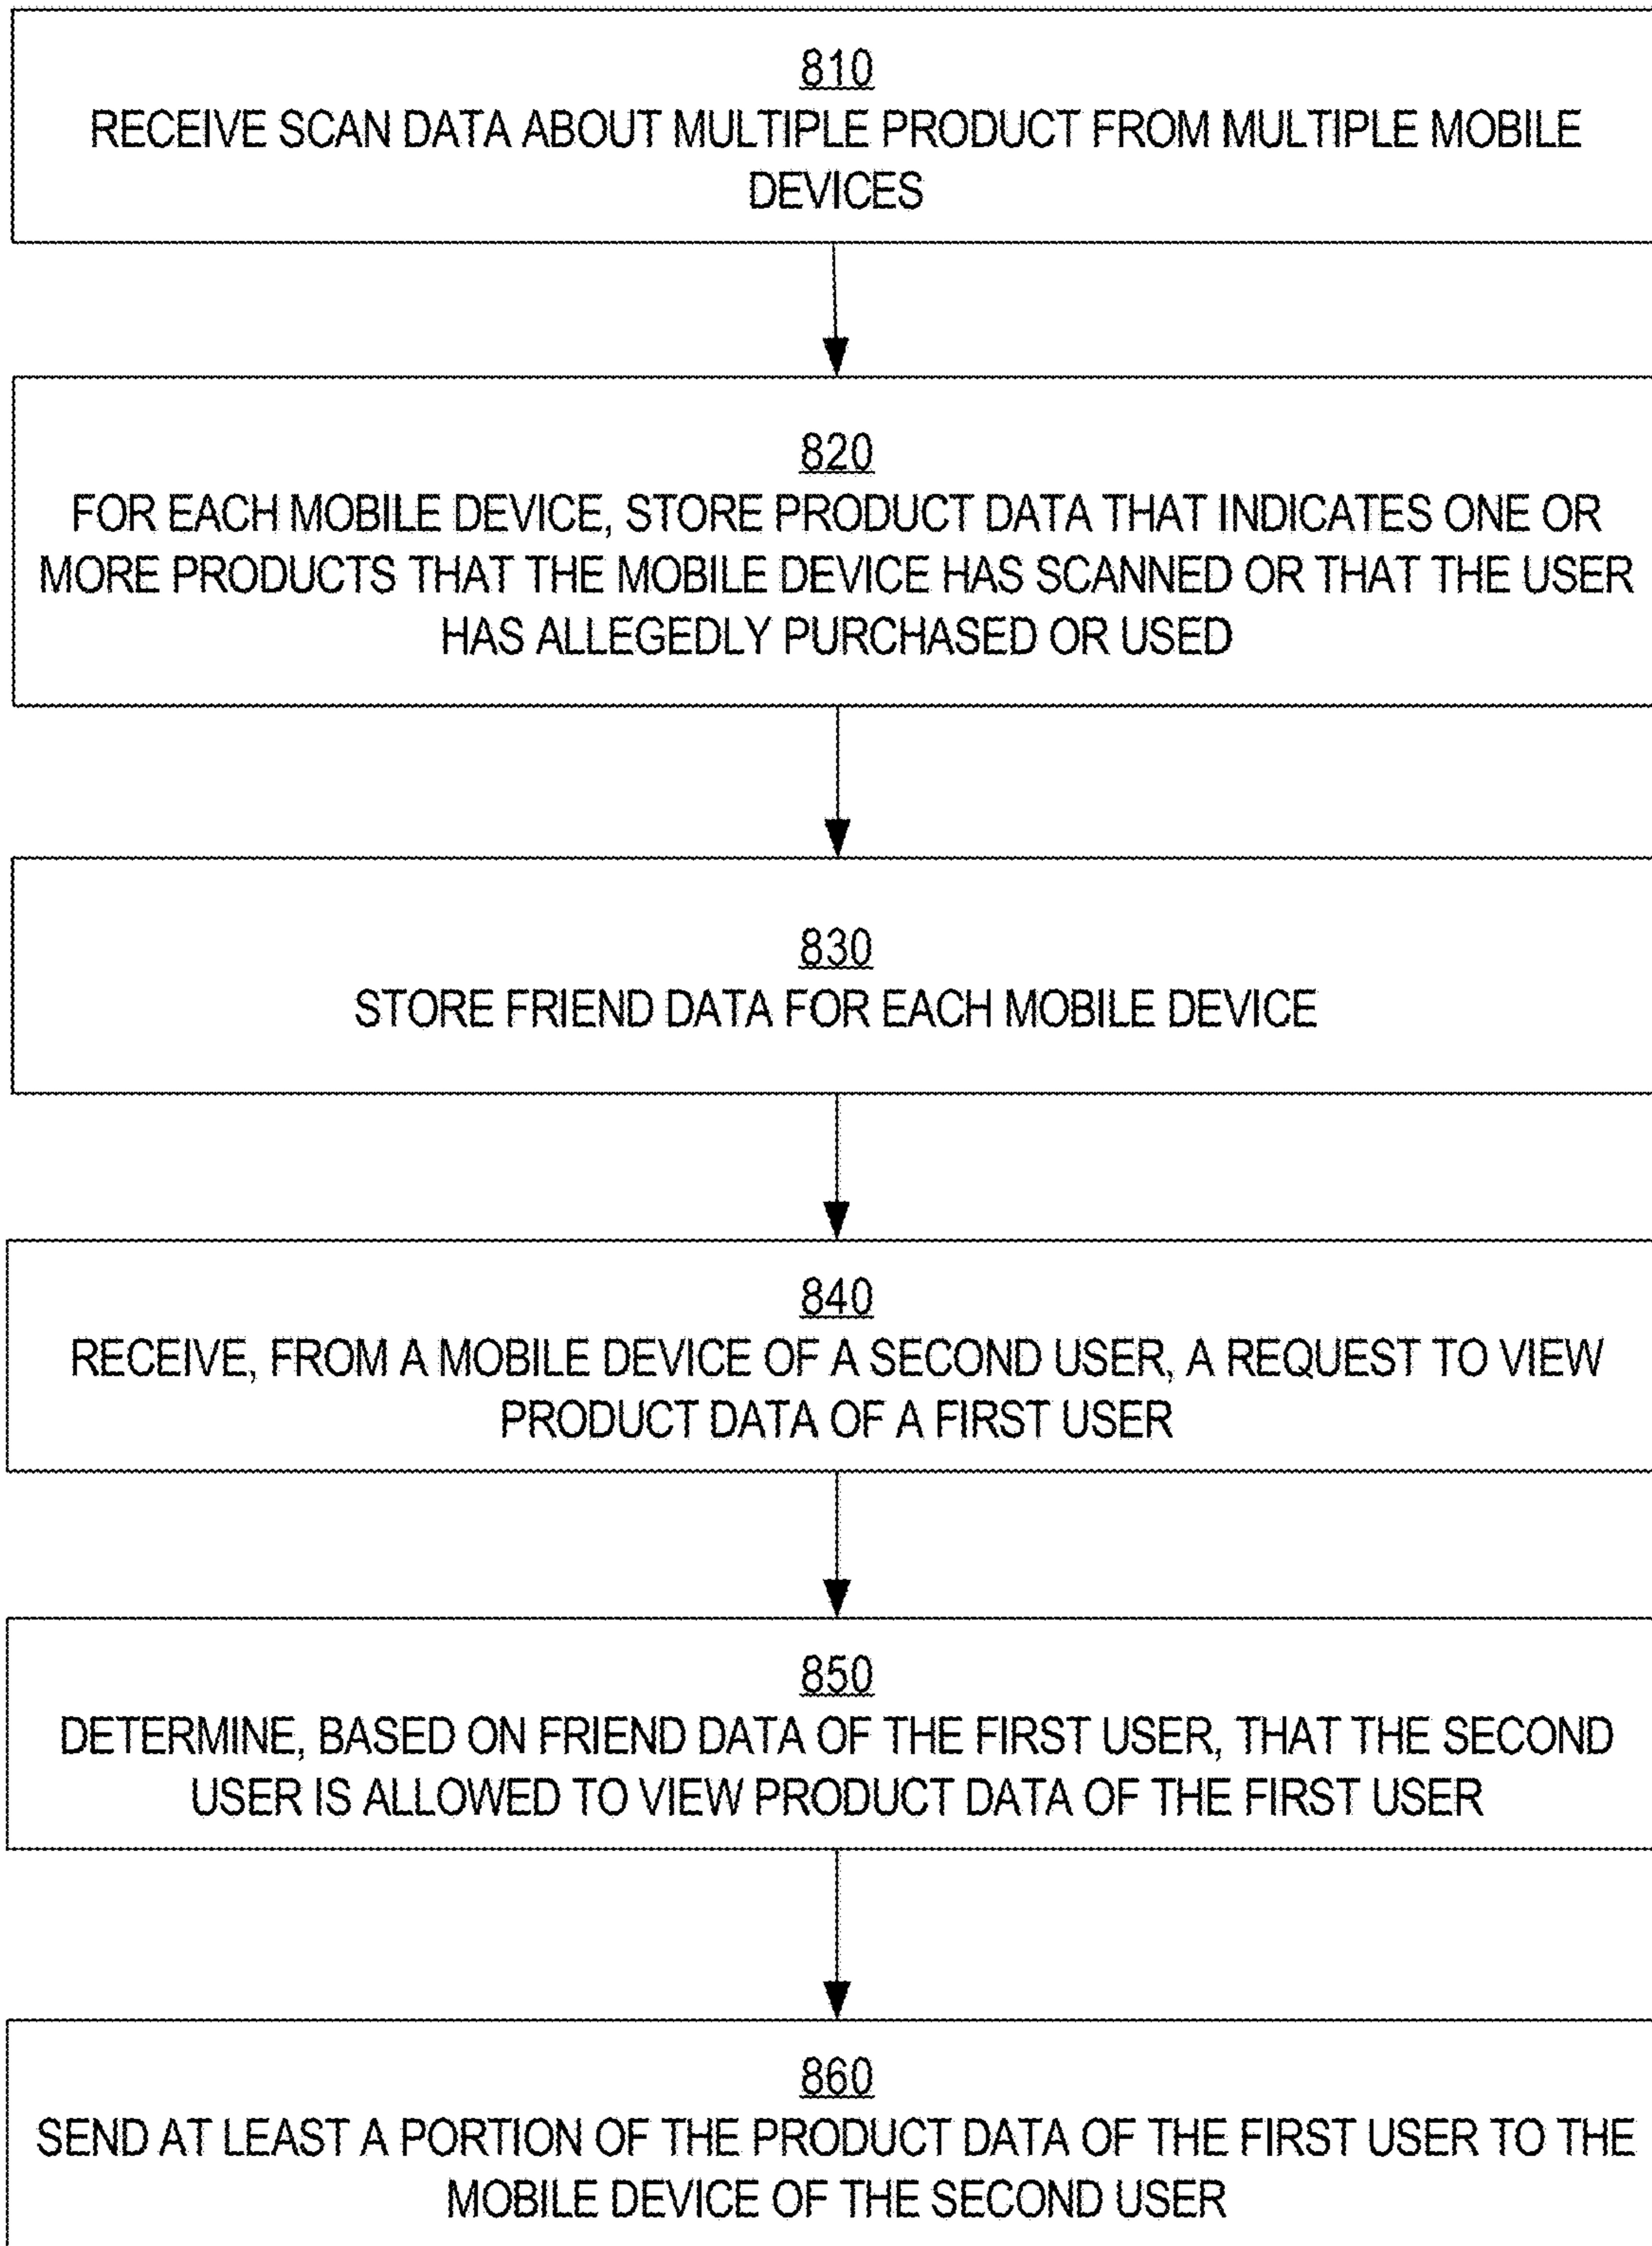 810
RECEIVE SCAN DATA ABOUT MULTIPLE PRODUCT FROM MULTIPLE MOBILE
DEVICES
820
FOR EACH MOBILE DEVICE, STORE PRODUCT DATA THAT INDICATES ONE OR
MORE PRODUCTS THAT THE MOBILE DEVICE HAS SCANNED OR THAT THE USER
HAS ALLEGEDLY PURCHASED OR USED
830
STORE FRIEND DATA FOR EACH MOBILE DEVICE
840
RECEIVE, FROM A MOBILE DEVICE OF A SECOND USER, A REQUEST TO VIEW
PRODUCT DATA OF A FIRST USER
850
DETERMINE, BASED ON FRIEND DATA OF THE FIRST USER, THAT THE SECOND
USER IS ALLOWED TO VIEW PRODUCT DATA OF THE FIRST USER
860
SEND AT LEAST A PORTION OF THE PRODUCT DATA OF THE FIRST USER TO THE
MOBILE DEVICE OF THE SECOND USER